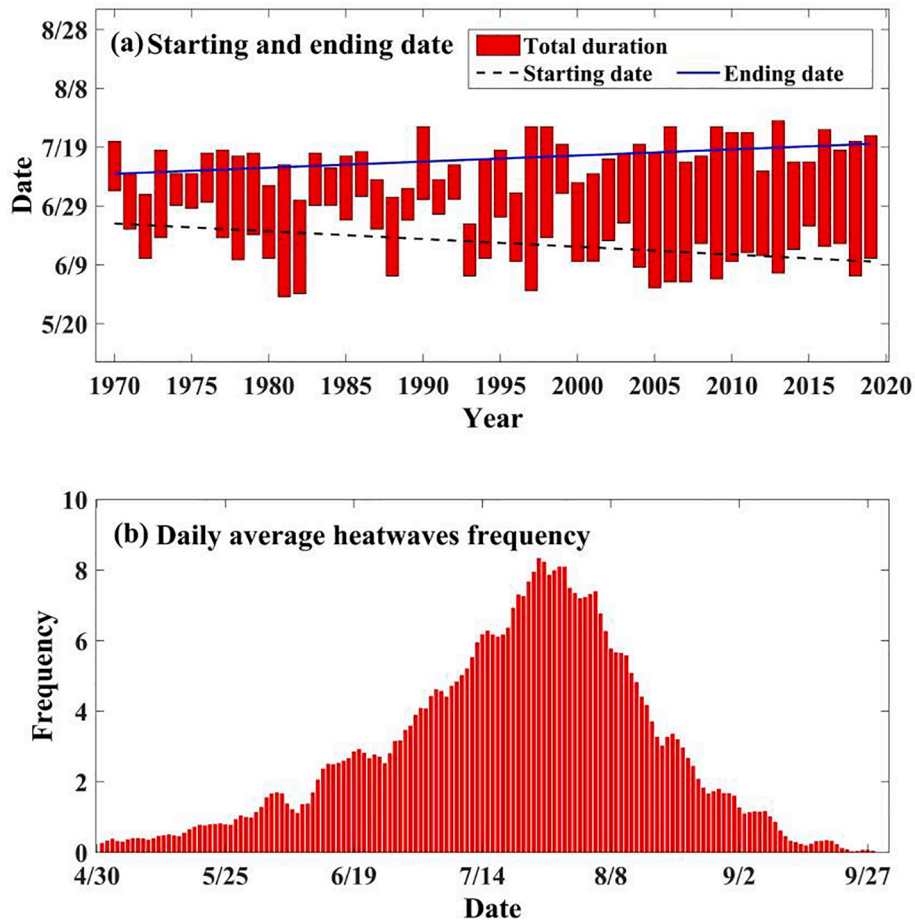 (a) Starting and ending date
Total duration
Starting date
Ending date
8/28
8/8
7/19
6/29
6/9
5/20
Date
1970 1975 1980 1985 1990 1995 2000 2005 2010 2015 2020
Year
(b) Daily average heatwaves frequency
10
8
6
4
2
0
Frequency
4/30 5/25 6/19 7/14 8/8 9/2 9/27
Date